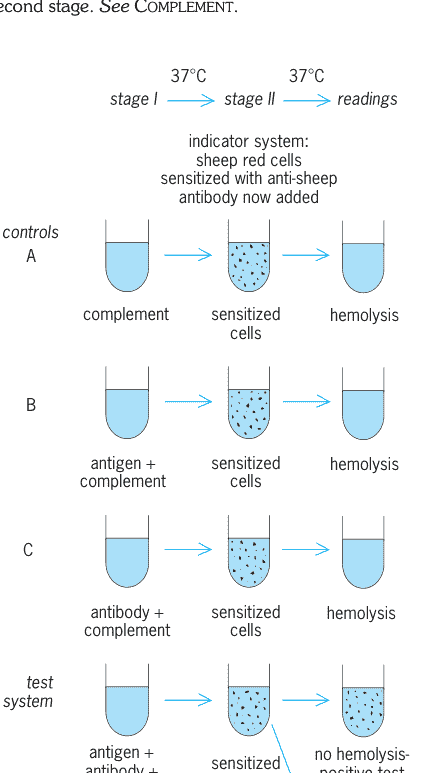 second stage. See COMPLEMENT.
37°C 37°C
stage I stage II readings
indicator system:
sheep red cells
sensitized with anti-sheep
antibody now added
controls
A
complement sensitized hemolysis
cells
B
antigen + sensitized hemolysis
complement cells
C
antibody + sensitized hemolysis
complement cells
test
system
antigen + no hemolysis-
antibody + sensitized positive test